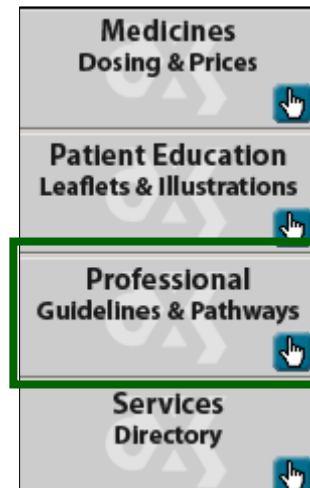 Medicines
Dosing & Prices
Patient Education
Leaflets & Illustrations
Professional
Guidelines & Pathways
Services
Directory